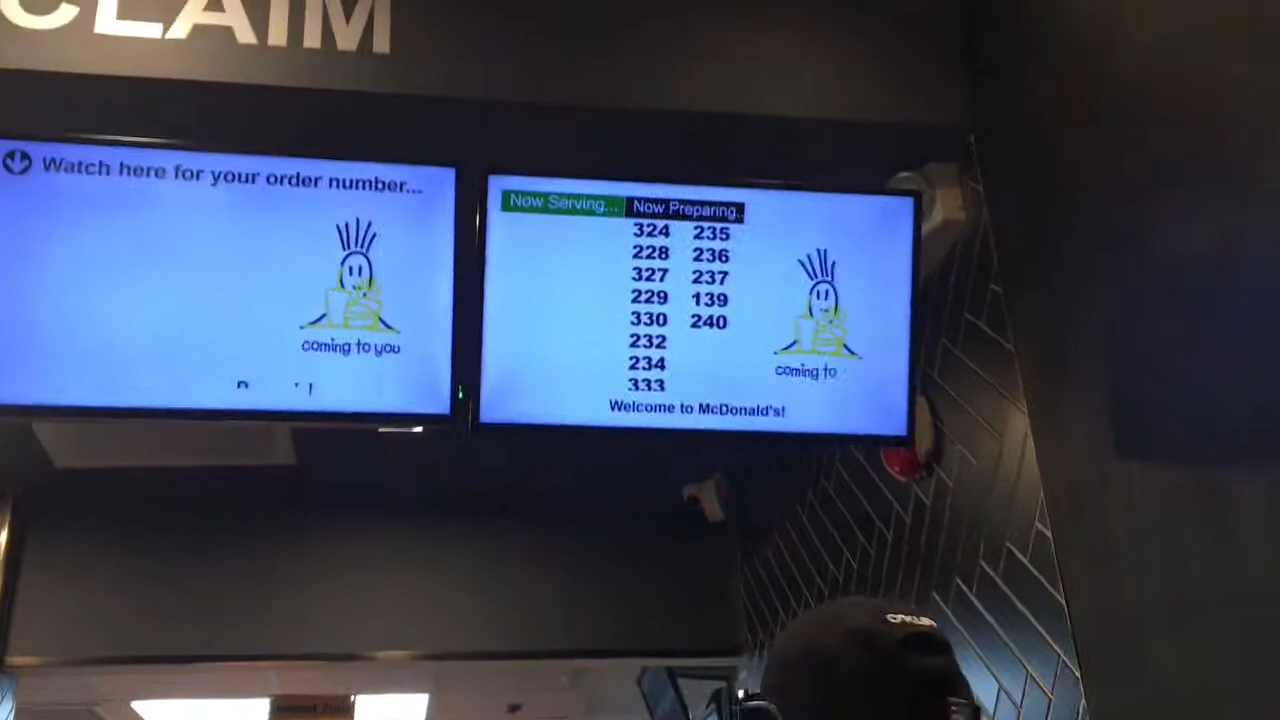 CLAIM
Watch here for your order number...
coming to you
Now Serving... Now Preparing..
324 235
228 236
327 237
229 139
330 240
232
234
333
coming to
Welcome to McDonald's!